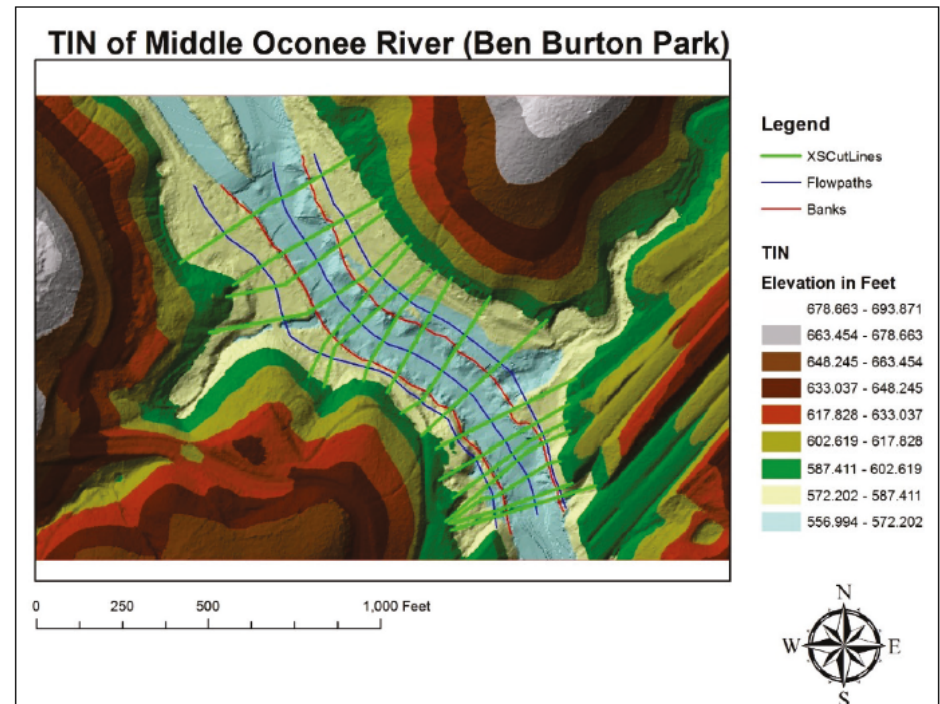 TIN of Middle Oconee River (Ben Burton Park)
Legend
XSCutLines
Flowpaths
Banks
TIN
Elevation in Feet
678.663 - 693.871
663.454 - 678.663
648.245 - 663.454
633.037 - 648.245
617.828 - 633.037
602.619 - 617.828
587.411 - 602.619
572.202 - 587.411
556.994 - 572.202
0 250 500 1,000 Feet
N
W E
S